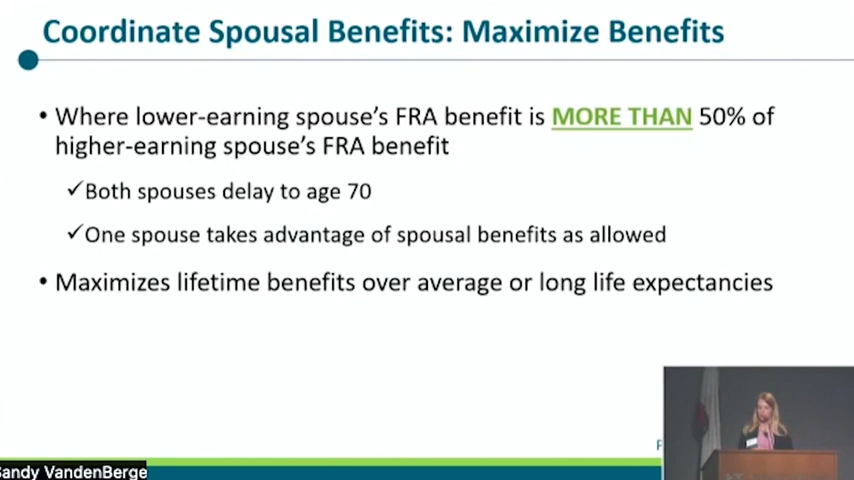 Coordinate Spousal Benefits: Maximize Benefits
• Where lower-earning spouse's FRA benefit is MORE THAN 50% of
higher-earning spouse's FRA benefit
✓Both spouses delay to age 70
✓One spouse takes advantage of spousal benefits as allowed
• Maximizes lifetime benefits over average or long life expectancies
Sandy VandenBerge